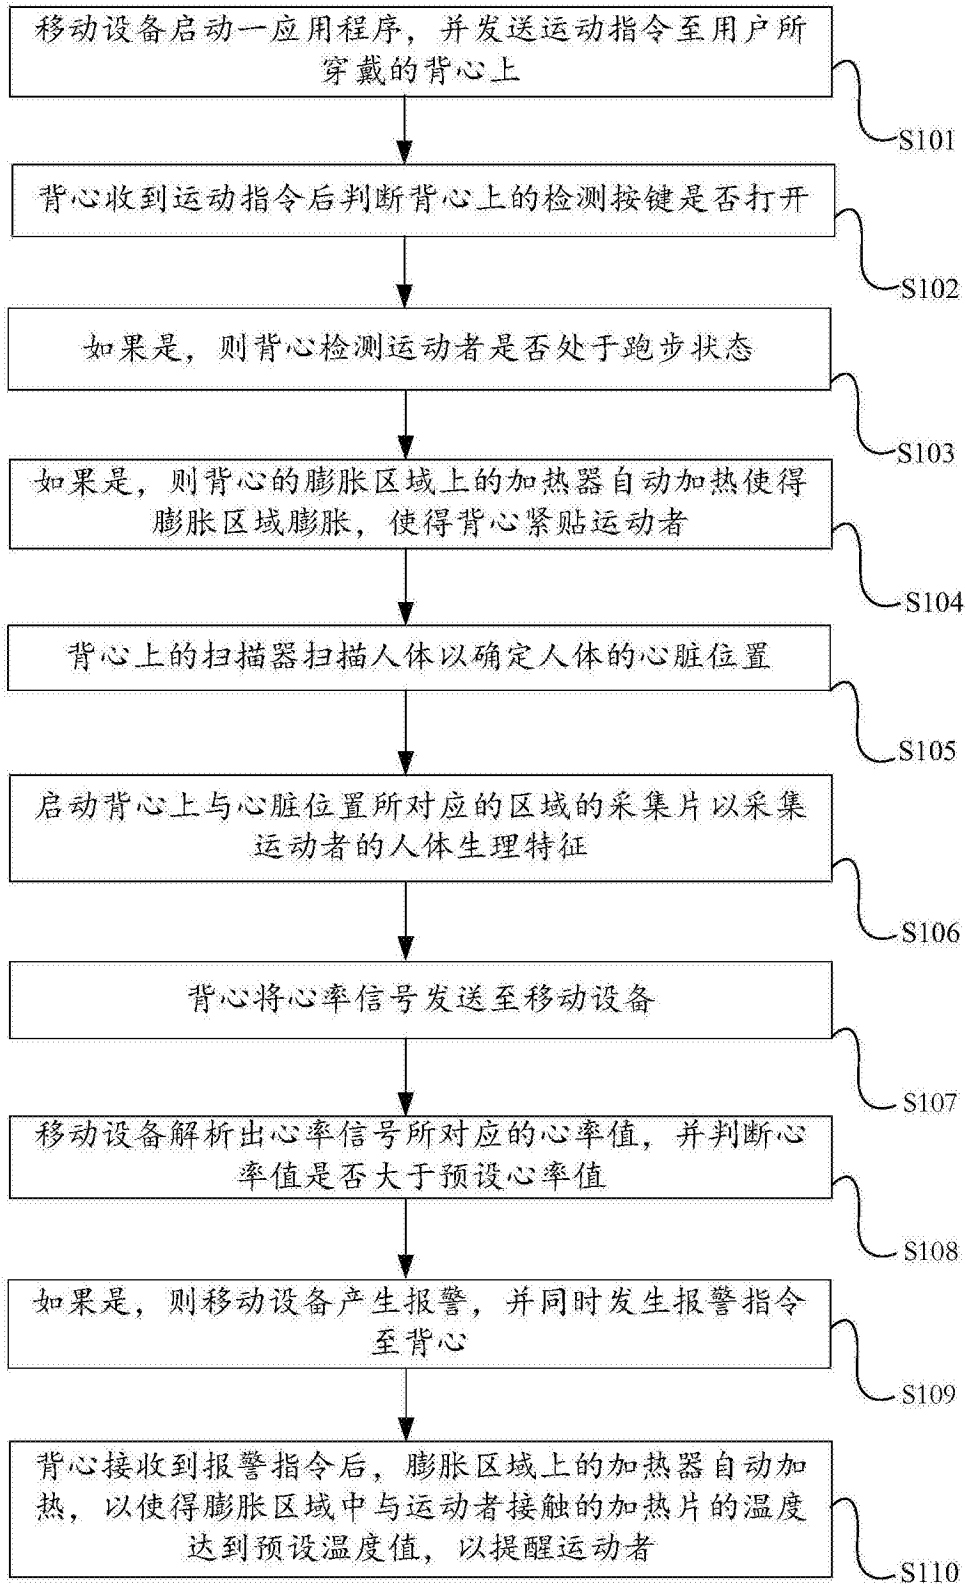 移动设备启动一应用程序，并发送运动指令至用户所
穿戴的背心上
S101
背心收到运动指令后判断背心上的检测按键是否打开
S102
如果是，则背心检测运动者是否处于跑步状态
S103
如果是，则背心的膨胀区域上的加热器自动加热使得
膨胀区域膨胀，使得背心紧贴运动者
S104
背心上的扫描器扫描人体以确定人体的心脏位置
S105
启动背心上与心脏位置所对应的区域的采集片以采集
运动者的人体生理特征
S106
背心将心率信号发送至移动设备
S107
移动设备解析出心率信号所对应的心率值，并判断心
率值是否大于预设心率值
S108
如果是，则移动设备产生报警，并同时发生报警指令
至背心
S109
背心接收到报警指令后，膨胀区域上的加热器自动加
热，以使得膨胀区域中与运动者接触的加热片的温度
达到预设温度值，以提醒运动者
S110